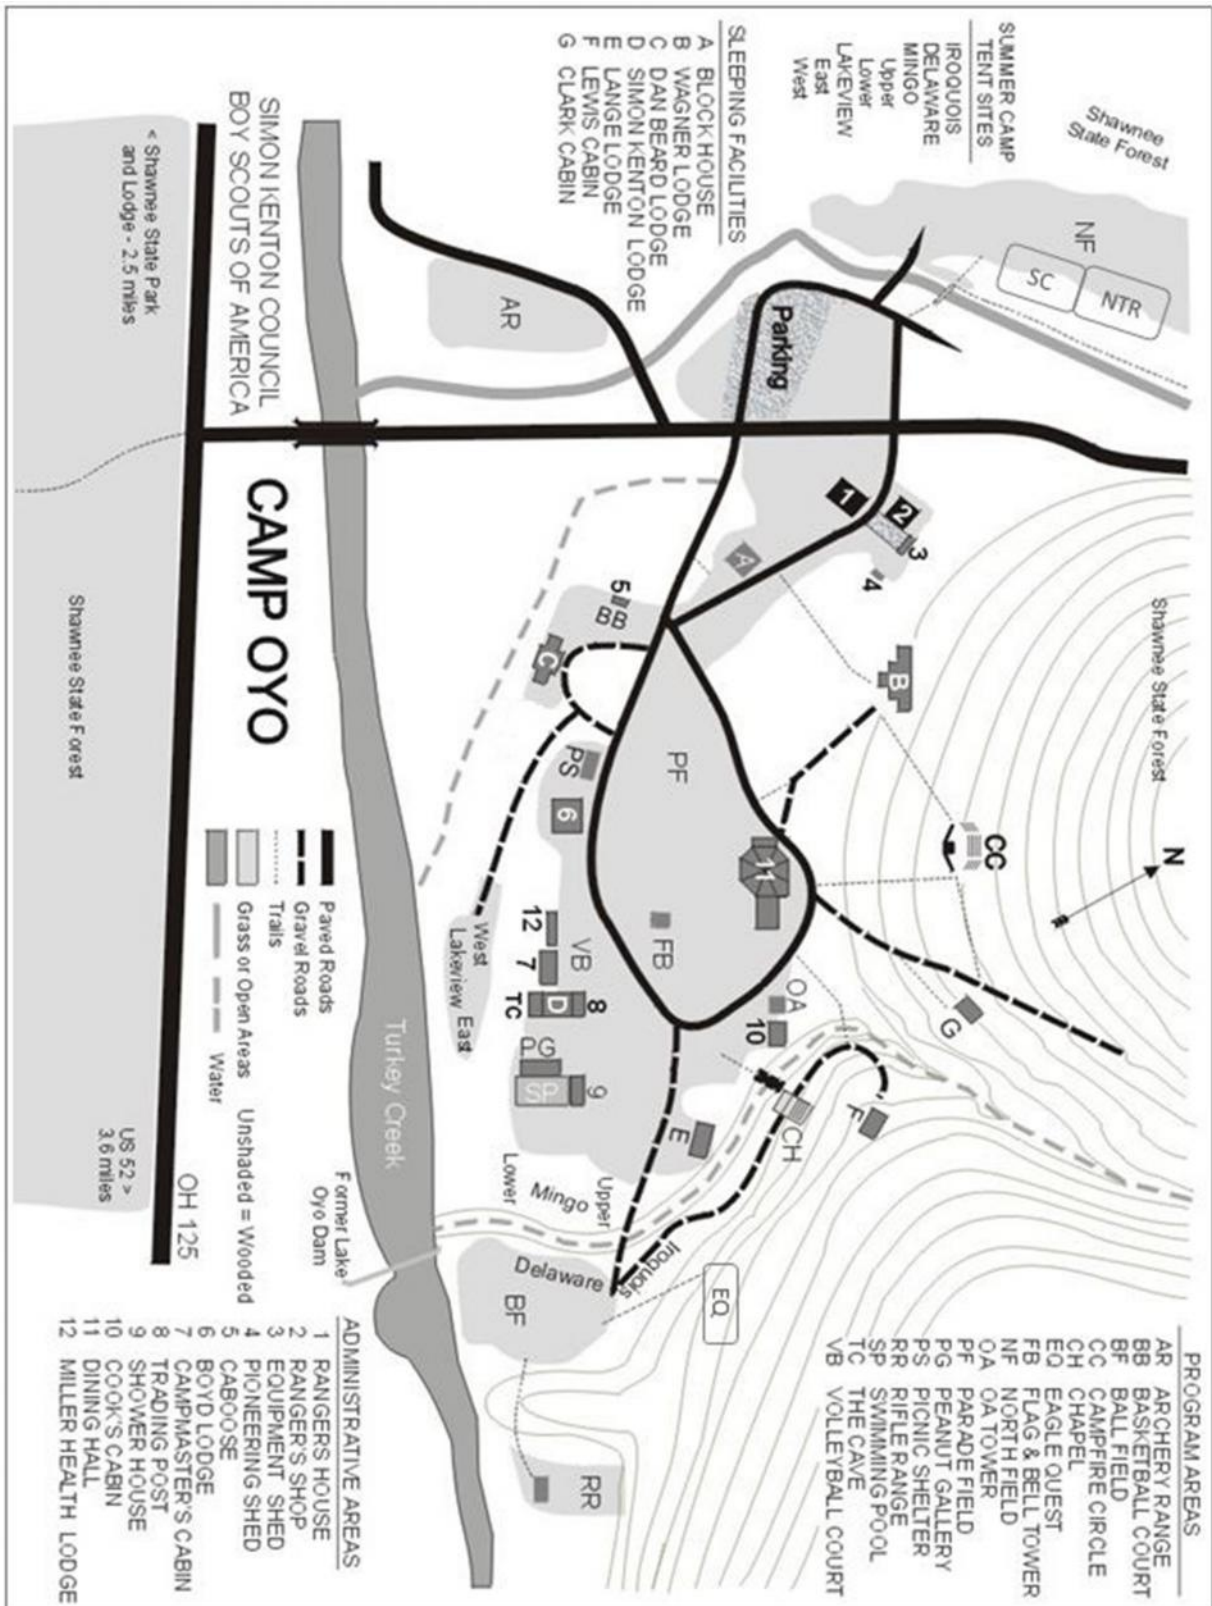 SUMMER CAMP
TENT SITES
IROQUOIS
DELAWARE
MINGO
Upper
Lower
LAKEVIEW
East
West
SLEEPING FACILITIES
A BLOCK HOUSE
B WAGNER LODGE
C DAN BEARD LODGE
D SIMON KENTON LODGE
E LANGE LODGE
F LEWIS CABIN
G CLARK CABIN
SIMON KENTON COUNCIL
BOY SCOUTS OF AMERICA
< Shawnee State Park
and Lodge - 2.5 miles
Shawnee
State Forest
NF
SC
NTR
AR
Parking
1
2
3
4
A
5
BB
C
B
Shawnee State Forest
N
CC
PF
PS
6
11
FB
VB
12
7
8
D
TC
PG
SP
9
OA
10
G
F
CH
E
West
Lakeview East
Lower
Mingo
Upper
Iroquois
Delaware
BF
EQ
RR
CAMP OYO
Turkey Creek
Former Lake
Oyo Dam
Paved Roads
Gravel Roads
Trails
Grass or Open Areas Unshaded = Wooded
Water
Shawnee State Forest
US 52 >
3.6 miles
OH 125
PROGRAM AREAS
AR ARCHERY RANGE
BB BASKETBALL COURT
BF BALL FIELD
CC CAMPFIRE CIRCLE
CH CHAPEL
EQ EAGLE QUEST
FB FLAG & BELL TOWER
NF NORTH FIELD
OA OA TOWER
PF PARADE FIELD
PG PEANUT GALLERY
PS PICNIC SHELTER
RR RIFLE RANGE
SP SWIMMING POOL
TC THE CAVE
VB VOLLEYBALL COURT
ADMINISTRATIVE AREAS
1 RANGERS HOUSE
2 RANGER'S SHOP
3 EQUIPMENT SHED
4 PIONEERING SHED
5 CABOOSE
6 BOYD LODGE
7 CAMPMASTER'S CABIN
8 TRADING POST
9 SHOWER HOUSE
10 COOK'S CABIN
11 DINING HALL
12 MILLER HEALTH LODGE